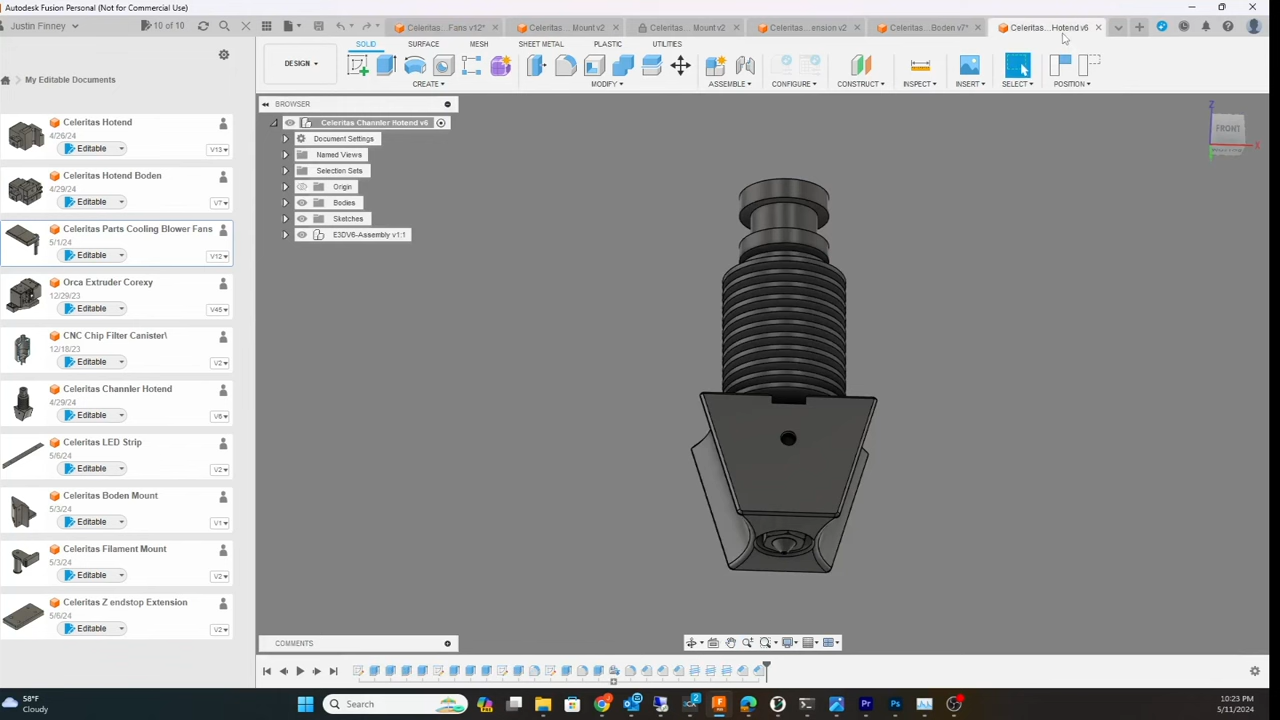 Autodesk Fusion Personal (Not for Commercial Use)
Justin Finney
10 of 10
Celeritas...Fans v12*
Celeritas ... Mount v2
Celeritas ... Mount v2
Celeritas ...ension v2
Celeritas...Boden v7*
Celeritas...Hotend v6
SOLID
SURFACE
MESH
SHEET METAL
PLASTIC
UTILITIES
DESIGN
CREATE
MODIFY
ASSEMBLE
CONFIGURE
CONSTRUCT
INSPECT
INSERT
SELECT
POSITION
My Editable Documents
Celeritas Hotend
4/26/24
Editable
V13
Celeritas Hotend Boden
4/29/24
Editable
V7
Celeritas Parts Cooling Blower Fans
5/1/24
Editable
V12
Orca Extruder Corexy
12/29/23
Editable
V45
CNC Chip Filter Canister\
12/18/23
Editable
V2
Celeritas Channler Hotend
4/29/24
Editable
V6
Celeritas LED Strip
5/6/24
Editable
V2
Celeritas Boden Mount
5/3/24
Editable
V1
Celeritas Filament Mount
5/3/24
Editable
V2
Celeritas Z endstop Extension
5/6/24
Editable
V2
BROWSER
Celeritas Channler Hotend v6
Document Settings
Named Views
Selection Sets
Origin
Bodies
Sketches
E3DV6-Assembly v1:1
Z
FRONT
X
COMMENTS
58°F
Cloudy
Search
10:23 PM
5/11/2024